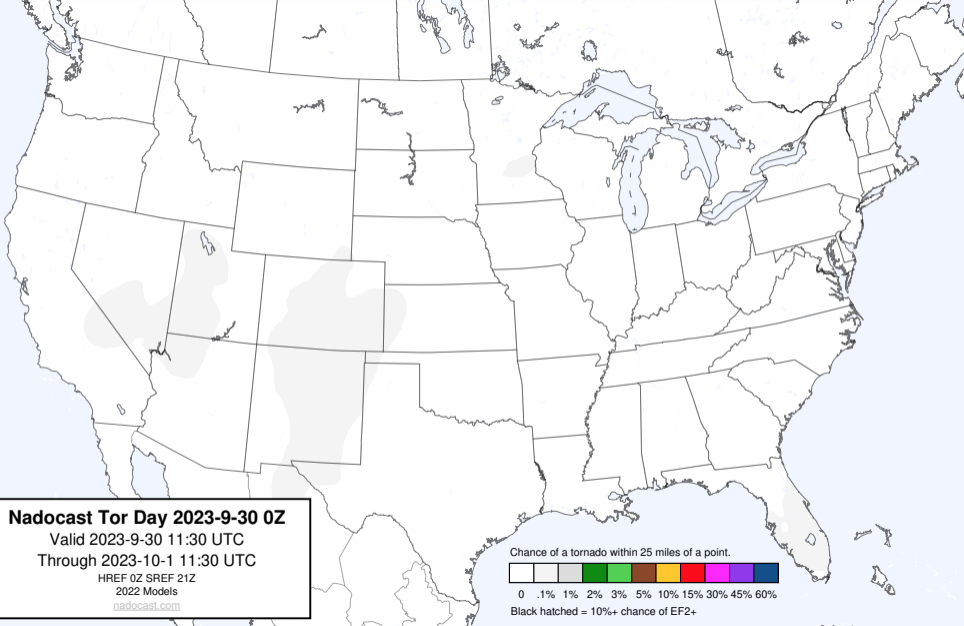 Nadocast Tor Day 2023-9-30 0Z
Valid 2023-9-30 11:30 UTC
Through 2023-10-1 11:30 UTC
HREF 0Z SREF 21Z
2022 Models
nadocast.com
Chance of a tornado within 25 miles of a point.
0 .1% 1% 2% 3% 5% 10% 15% 30% 45% 60%
Black hatched = 10%+ chance of EF2+